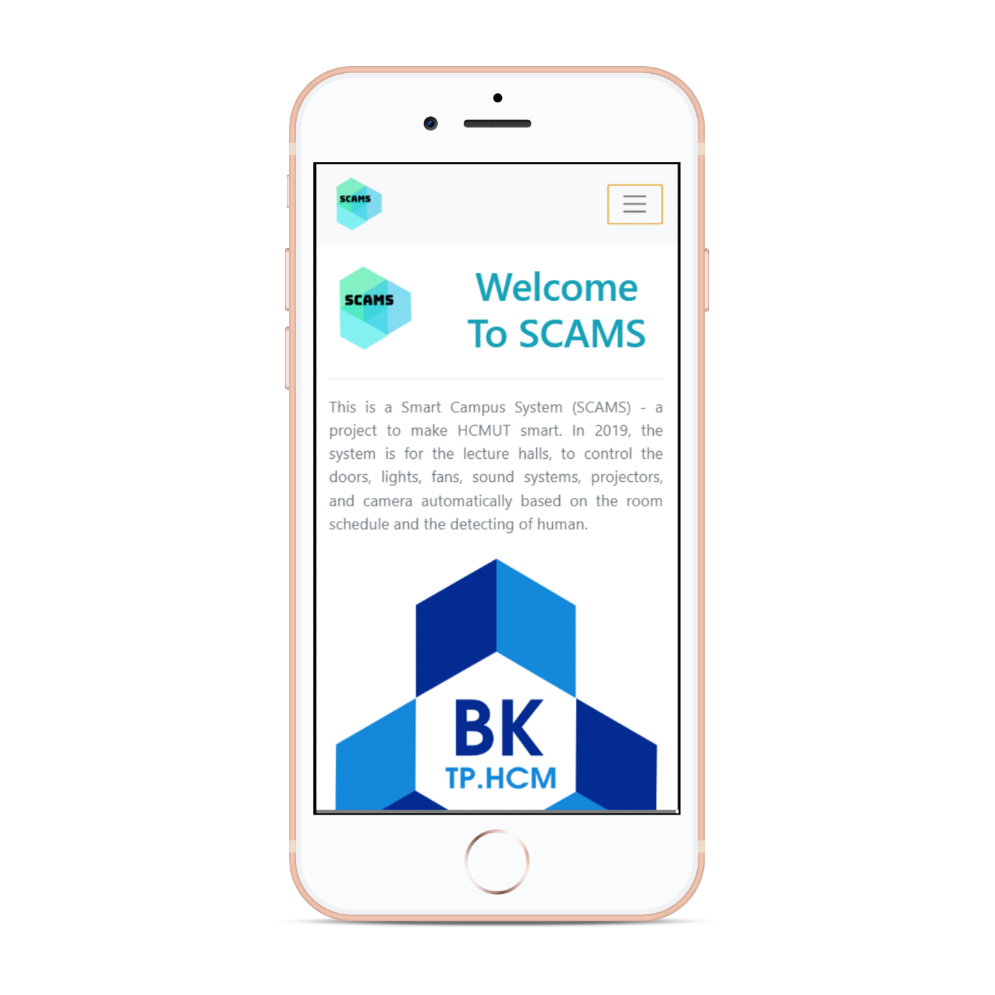 SCAMS
SCAMS
Welcome
To SCAMS
This is a Smart Campus System (SCAMS) - a
project to make HCMUT smart. In 2019, the
system is for the lecture halls, to control the
doors, lights, fans, sound systems, projectors,
and camera automatically based on the room
schedule and the detecting of human.
BK
TP.HCM